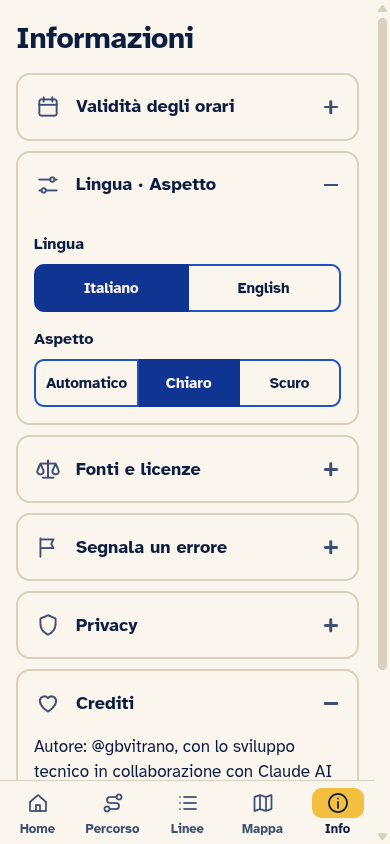 Informazioni
Validità degli orari
Lingua · Aspetto
Lingua
Italiano English
Aspetto
Automatico Chiaro Scuro
Fonti e licenze
Segnala un errore
Privacy
Crediti
Autore: @gbvitrano, con lo sviluppo
tecnico in collaborazione con Claude AI
Home Percorso Linee Mappa Info